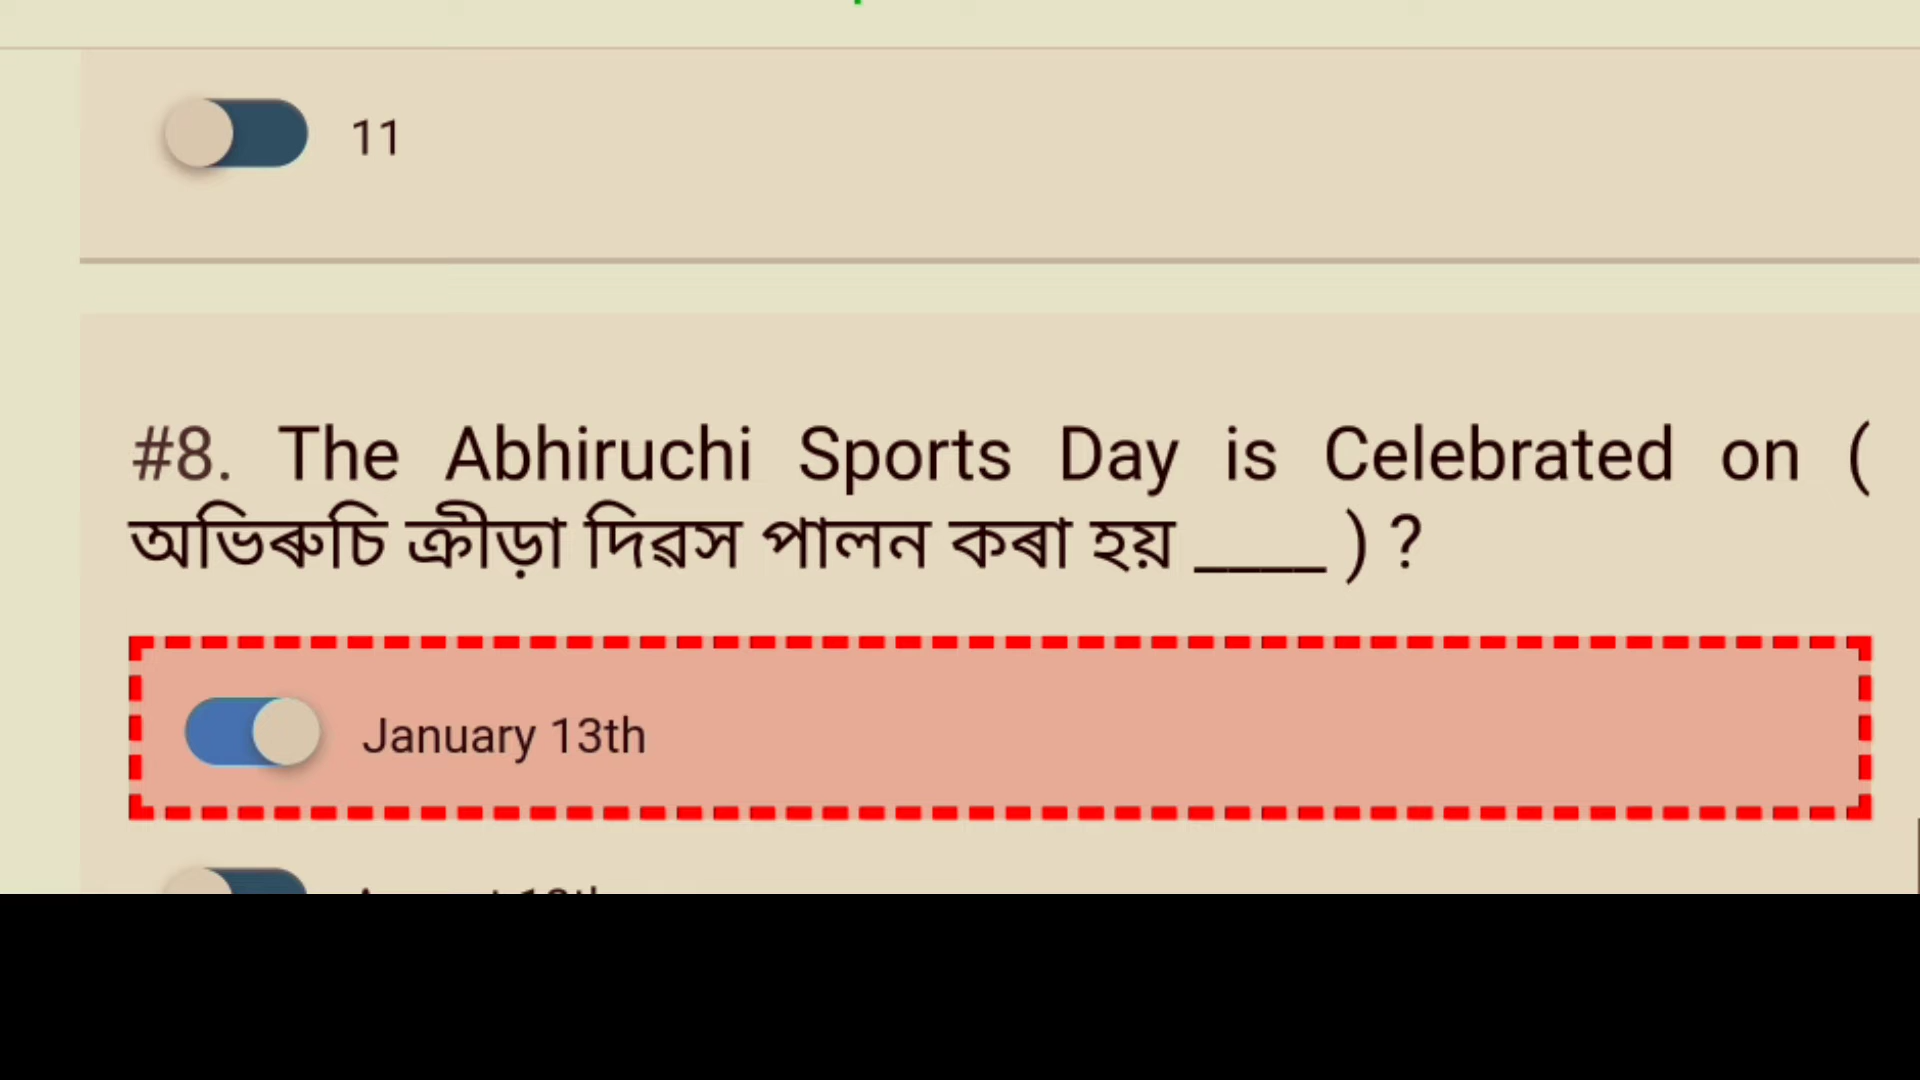 11
#8. The Abhiruchi Sports Day is Celebrated on (
অভিৰুচি ক্ৰীড়া দিৱস পালন কৰা হয় ____ ) ?
January 13th